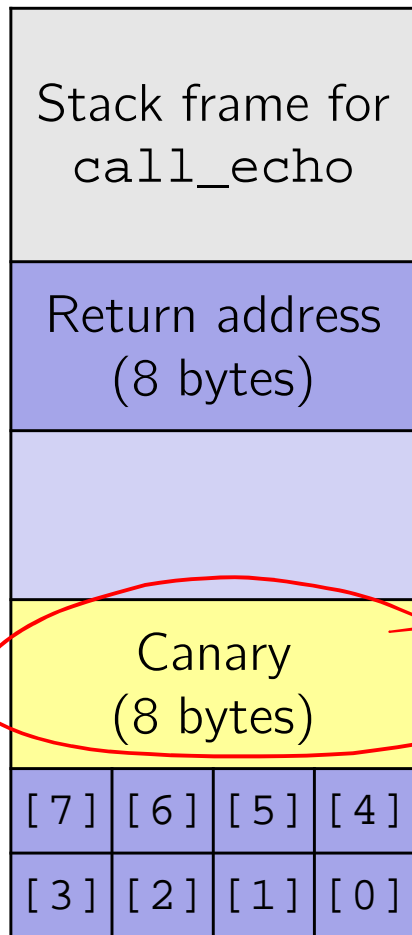 Stack frame for
call_echo
Return address
(8 bytes)
Canary
(8 bytes)
[7] [6] [5] [4]
[3] [2] [1] [0]